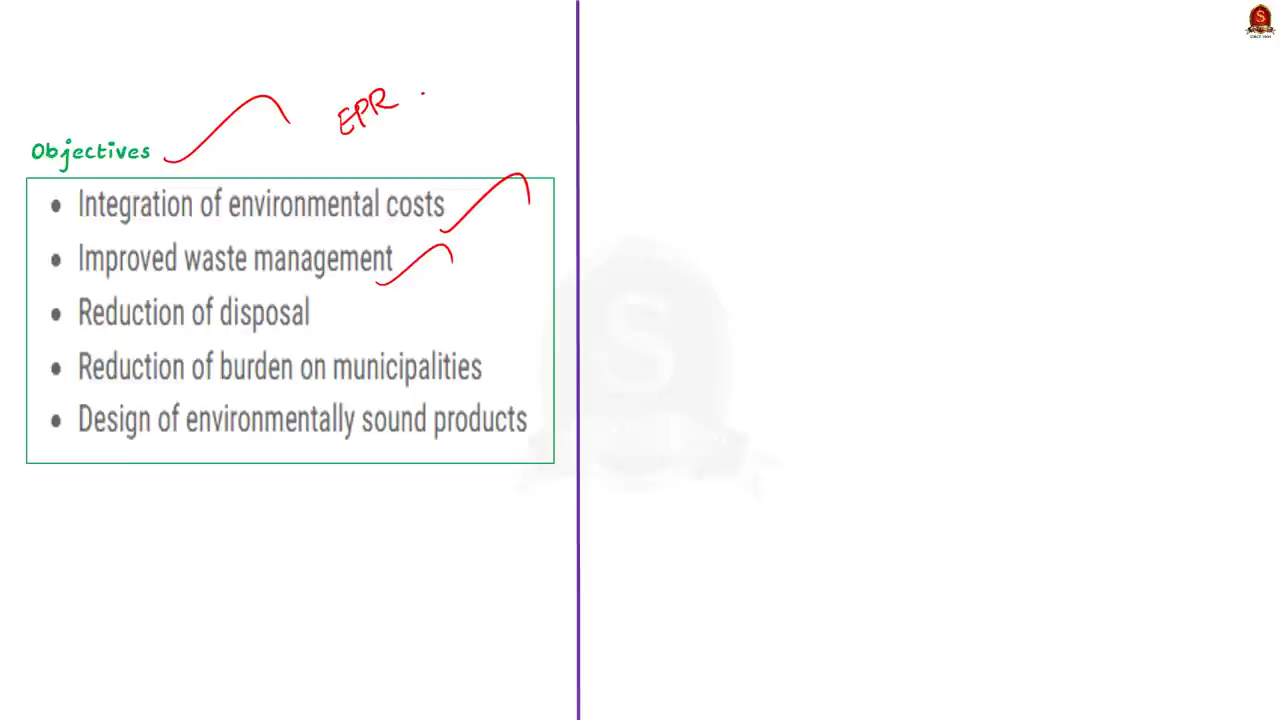 EPR
Objectives
• Integration of environmental costs
• Improved waste management
• Reduction of disposal
• Reduction of burden on municipalities
• Design of environmentally sound products
S
S